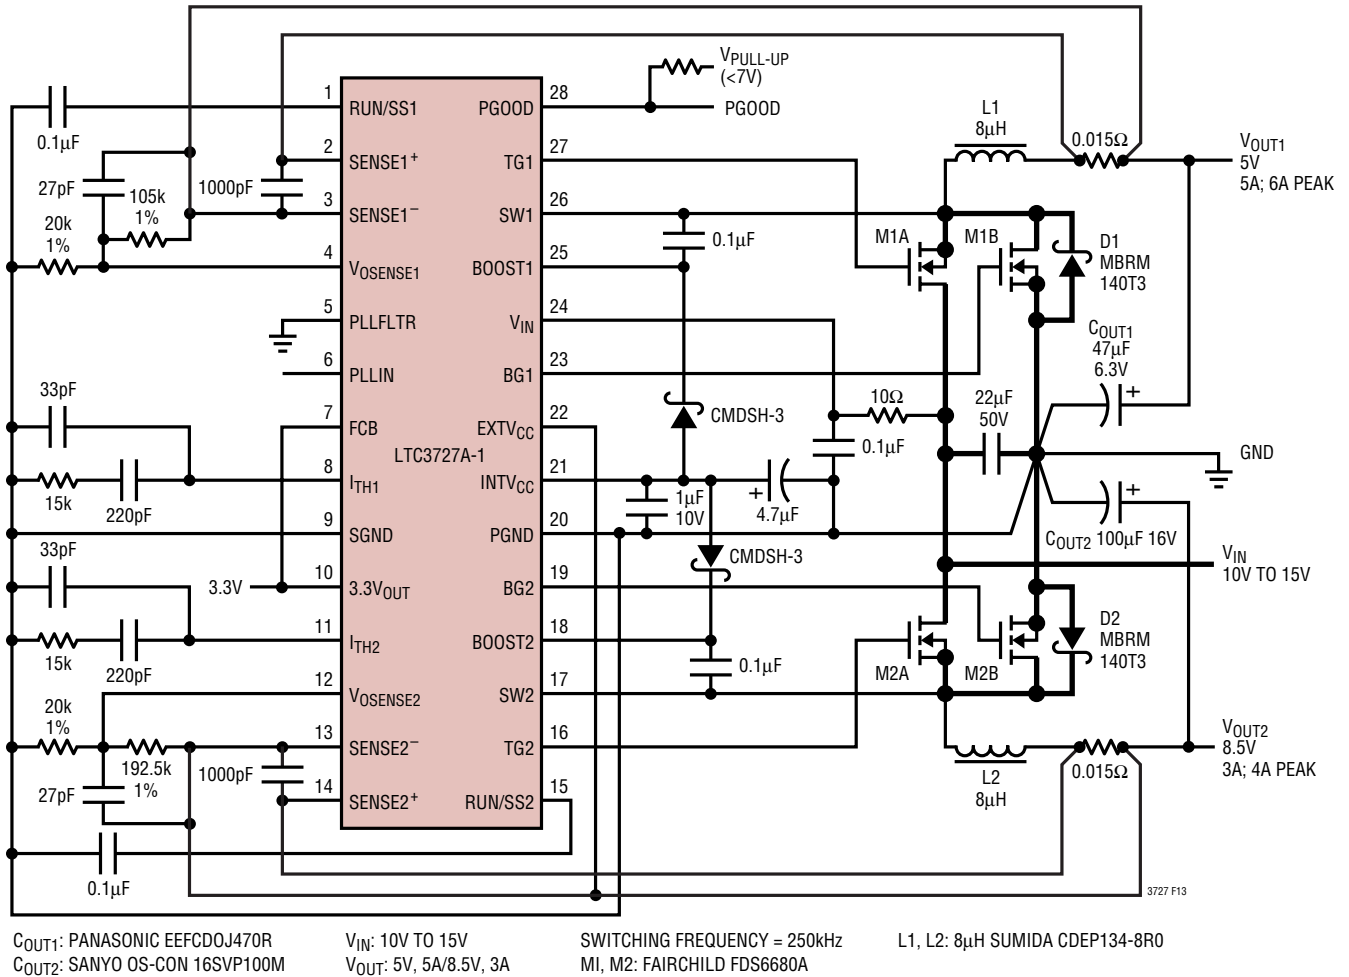 VPULL-UP
(<7V)
PGOOD
1
RUN/SS1
PGOOD
28
0.1µF
2
SENSE1+
TG1
27
L1
8µH
0.015Ω
VOUT1
5V
5A; 6A PEAK
27pF
105k
1%
1000pF
3
SENSE1–
SW1
26
20k
1%
0.1µF
M1A
M1B
D1
MBRM
140T3
4
VOSENSE1
BOOST1
25
5
PLLFLTR
VIN
24
COUT1
47µF
6.3V
6
PLLIN
BG1
23
33pF
10Ω
22µF
50V
7
FCB
EXTVCC
22
CMDSH-3
0.1µF
LTC3727A-1
GND
8
ITH1
INTVCC
21
15k
220pF
1µF
10V
+
4.7µF
+
+
9
SGND
PGND
20
COUT2 100µF 16V
33pF
CMDSH-3
VIN
10V TO 15V
3.3V
10
3.3VOUT
BG2
19
11
ITH2
BOOST2
18
D2
MBRM
140T3
15k
220pF
0.1µF
M2A
M2B
12
VOSENSE2
SW2
17
20k
1%
13
SENSE2–
TG2
16
VOUT2
8.5V
3A; 4A PEAK
192.5k
1%
1000pF
L2
8µH
0.015Ω
27pF
14
SENSE2+
RUN/SS2
15
0.1µF
3727 F13
COUT1: PANASONIC EEFCDOJ470R
COUT2: SANYO OS-CON 16SVP100M
VIN: 10V TO 15V
VOUT: 5V, 5A/8.5V, 3A
SWITCHING FREQUENCY = 250kHz
MI, M2: FAIRCHILD FDS6680A
L1, L2: 8µH SUMIDA CDEP134-8R0